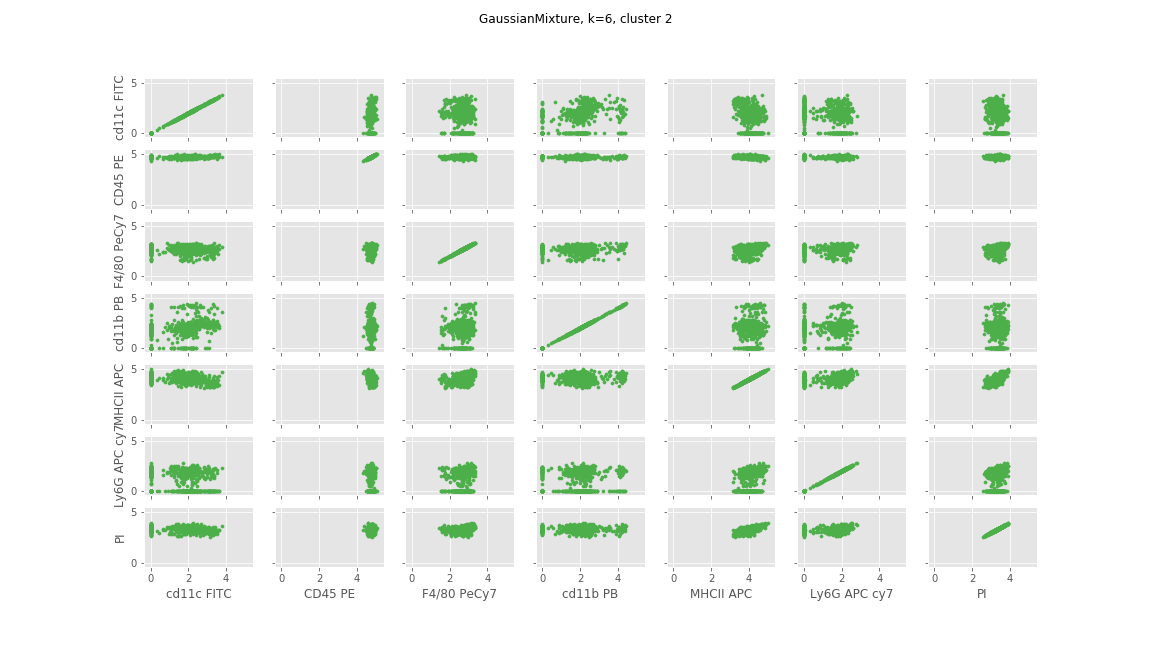 GaussianMixture, k=6, cluster 2
cd11c FITC
5
0
CD45 PE
5
0
F4/80 PeCy7
5
0
cd11b PB
5
0
MHCII APC
5
0
Ly6G APC cy7
5
0
PI
5
0
0 2 4 0 2 4 0 2 4 0 2 4 0 2 4 0 2 4 0 2 4
cd11c FITC CD45 PE F4/80 PeCy7 cd11b PB MHCII APC Ly6G APC cy7 PI